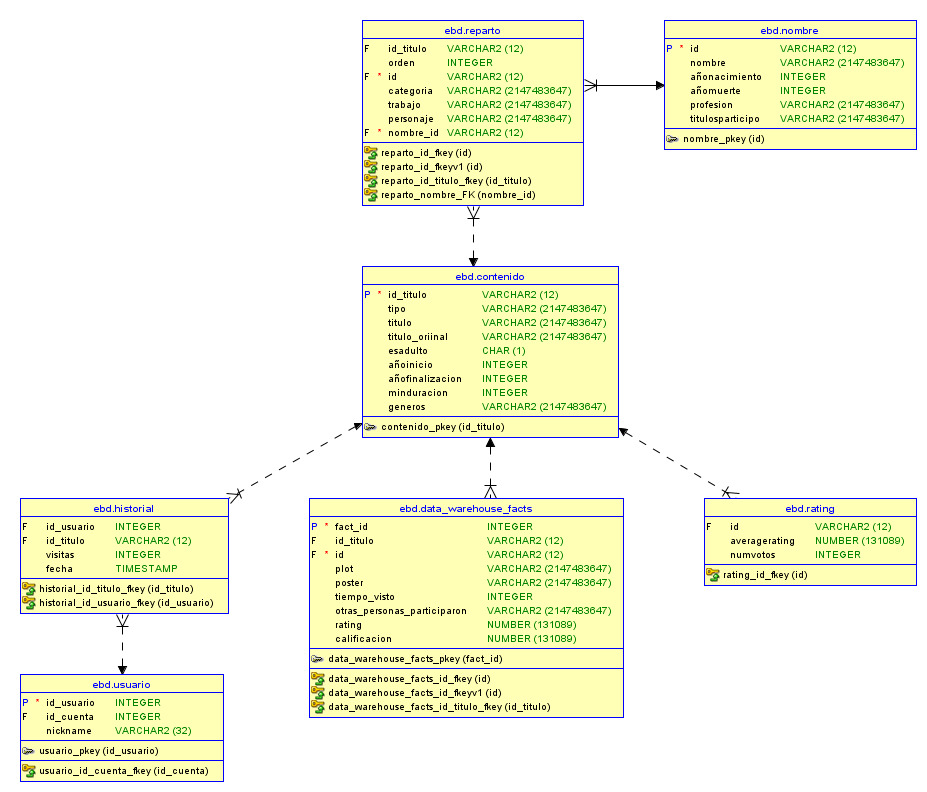 ebd.reparto
F id_titulo VARCHAR2 (12)
orden INTEGER
F * id VARCHAR2 (12)
categoria VARCHAR2 (2147483647)
trabajo VARCHAR2 (2147483647)
personaje VARCHAR2 (2147483647)
F * nombre_id VARCHAR2 (12)
reparto_id_fkey (id)
reparto_id_fkeyv1 (id)
reparto_id_titulo_fkey (id_titulo)
reparto_nombre_FK (nombre_id)
ebd.nombre
P * id VARCHAR2 (12)
nombre VARCHAR2 (2147483647)
añonacimiento INTEGER
añomuerte INTEGER
profesion VARCHAR2 (2147483647)
titulosparticipo VARCHAR2 (2147483647)
nombre_pkey (id)
ebd.contenido
P * id_titulo VARCHAR2 (12)
tipo VARCHAR2 (2147483647)
titulo VARCHAR2 (2147483647)
titulo_oriinal VARCHAR2 (2147483647)
esadulto CHAR (1)
añoinicio INTEGER
añofinalizacion INTEGER
minduracion INTEGER
generos VARCHAR2 (2147483647)
contenido_pkey (id_titulo)
ebd.historial
F id_usuario INTEGER
F id_titulo VARCHAR2 (12)
visitas INTEGER
fecha TIMESTAMP
historial_id_titulo_fkey (id_titulo)
historial_id_usuario_fkey (id_usuario)
ebd.data_warehouse_facts
P * fact_id INTEGER
F id_titulo VARCHAR2 (12)
F * id VARCHAR2 (12)
plot VARCHAR2 (2147483647)
poster VARCHAR2 (2147483647)
tiempo_visto INTEGER
otras_personas_participaron VARCHAR2 (2147483647)
rating NUMBER (131089)
calificacion NUMBER (131089)
data_warehouse_facts_pkey (fact_id)
data_warehouse_facts_id_fkey (id)
data_warehouse_facts_id_fkeyv1 (id)
data_warehouse_facts_id_titulo_fkey (id_titulo)
ebd.rating
F id VARCHAR2 (12)
averagerating NUMBER (131089)
numvotos INTEGER
rating_id_fkey (id)
ebd.usuario
P * id_usuario INTEGER
F id_cuenta INTEGER
nickname VARCHAR2 (32)
usuario_pkey (id_usuario)
usuario_id_cuenta_fkey (id_cuenta)